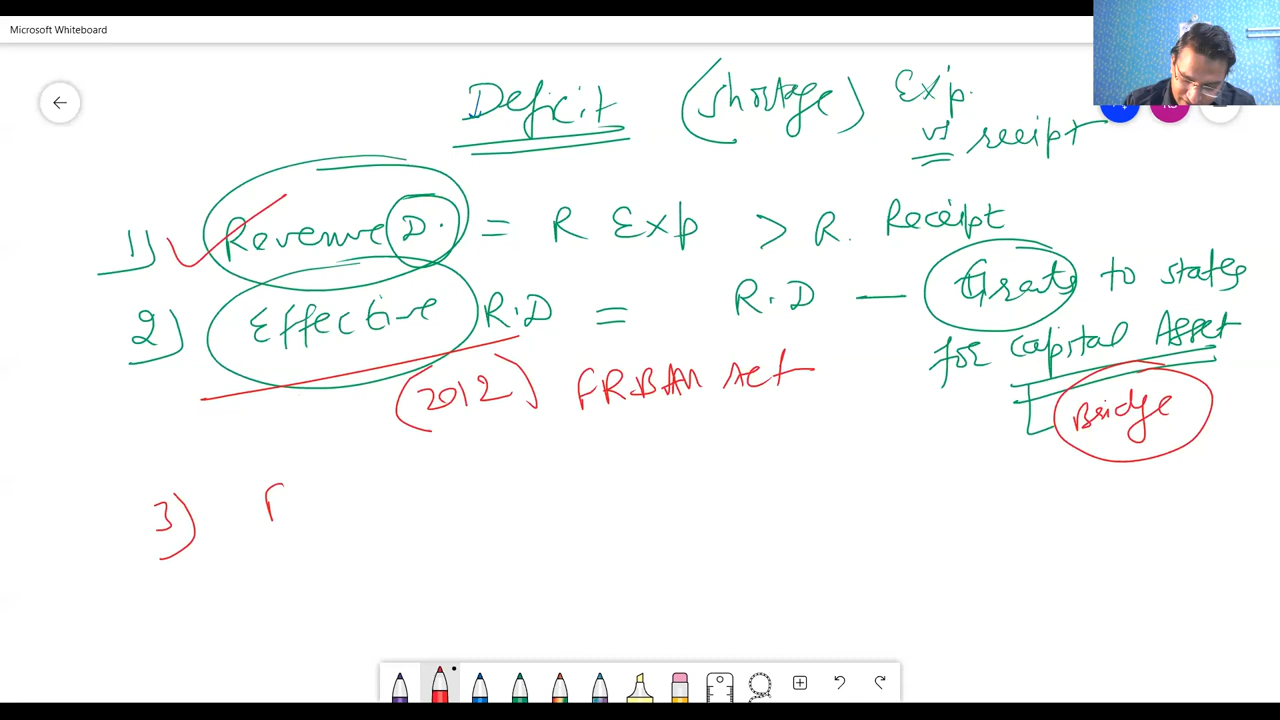 Microsoft Whiteboard
Deficit (shortage) Exp.
vs receipt
1) Revenue D. = R Exp > R. Receipt
2) Effective R.D = R.D — Grants to states
for capital Asset
(2012) FRBM Act
Bridge
3)